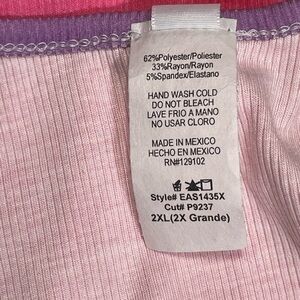 62%Polyester/Poliester
33%Rayon/Rayon
5%Spandex/Elastano
HAND WASH COLD
DO NOT BLEACH
LAVE FRIO A MANO
NO USAR CLORO
MADE IN MEXICO
HECHO EN MEXICO
RN#129102
Style# EAS1435X
Cut# P9237
2XL(2X Grande)